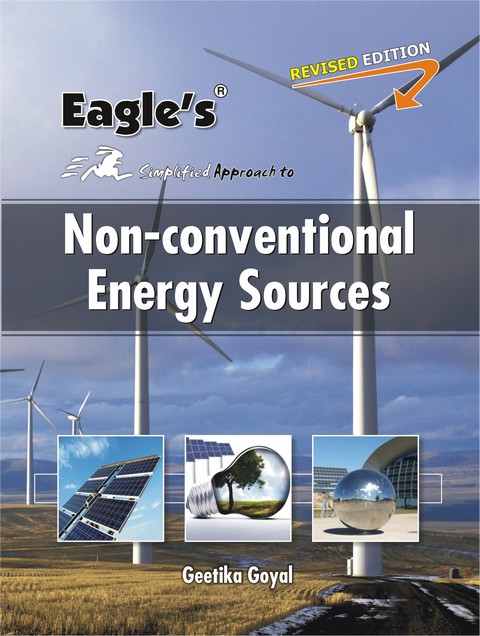 REVISED EDITION
Eagle's®
Simplified Approach to
Non-conventional
Energy Sources
Geetika Goyal